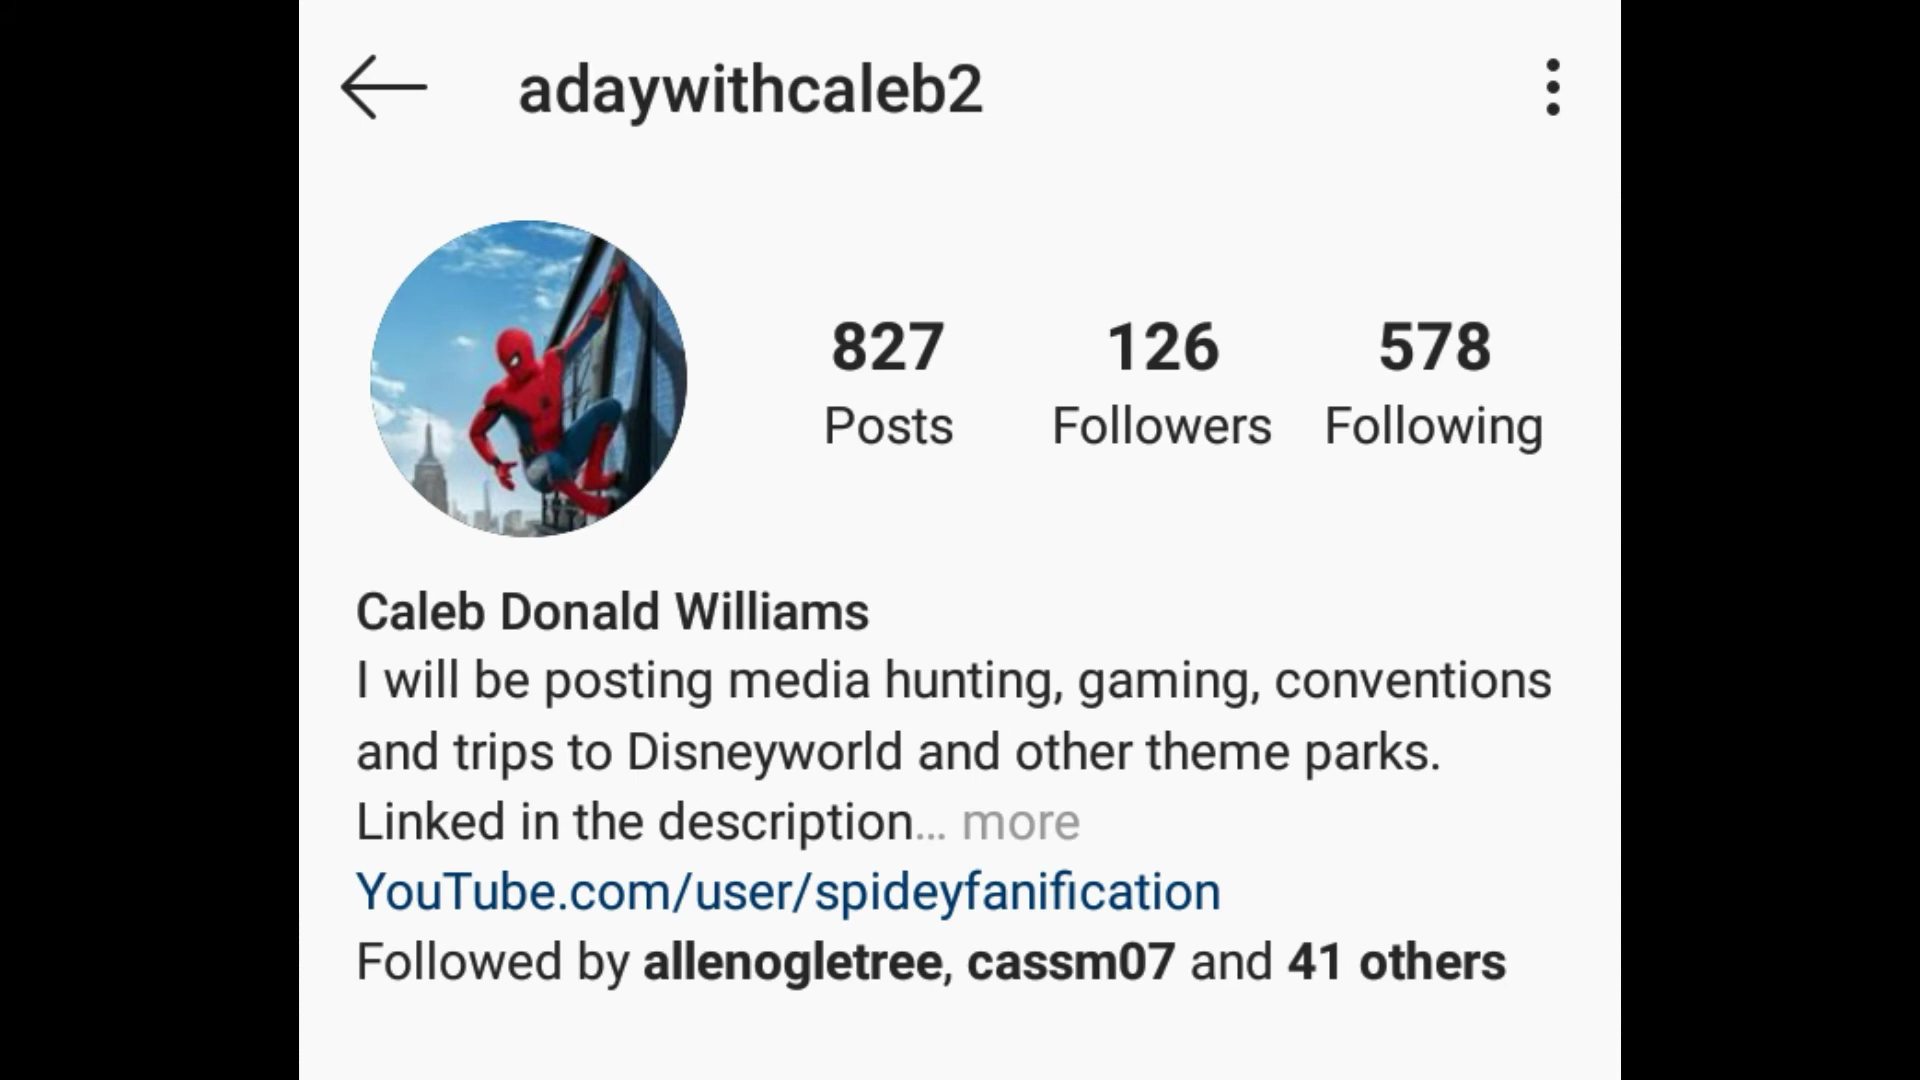 adaywithcaleb2
827 126 578
Posts Followers Following
Caleb Donald Williams
I will be posting media hunting, gaming, conventions
and trips to Disneyworld and other theme parks.
Linked in the description... more
YouTube.com/user/spideyfanification
Followed by allenogletree, cassm07 and 41 others